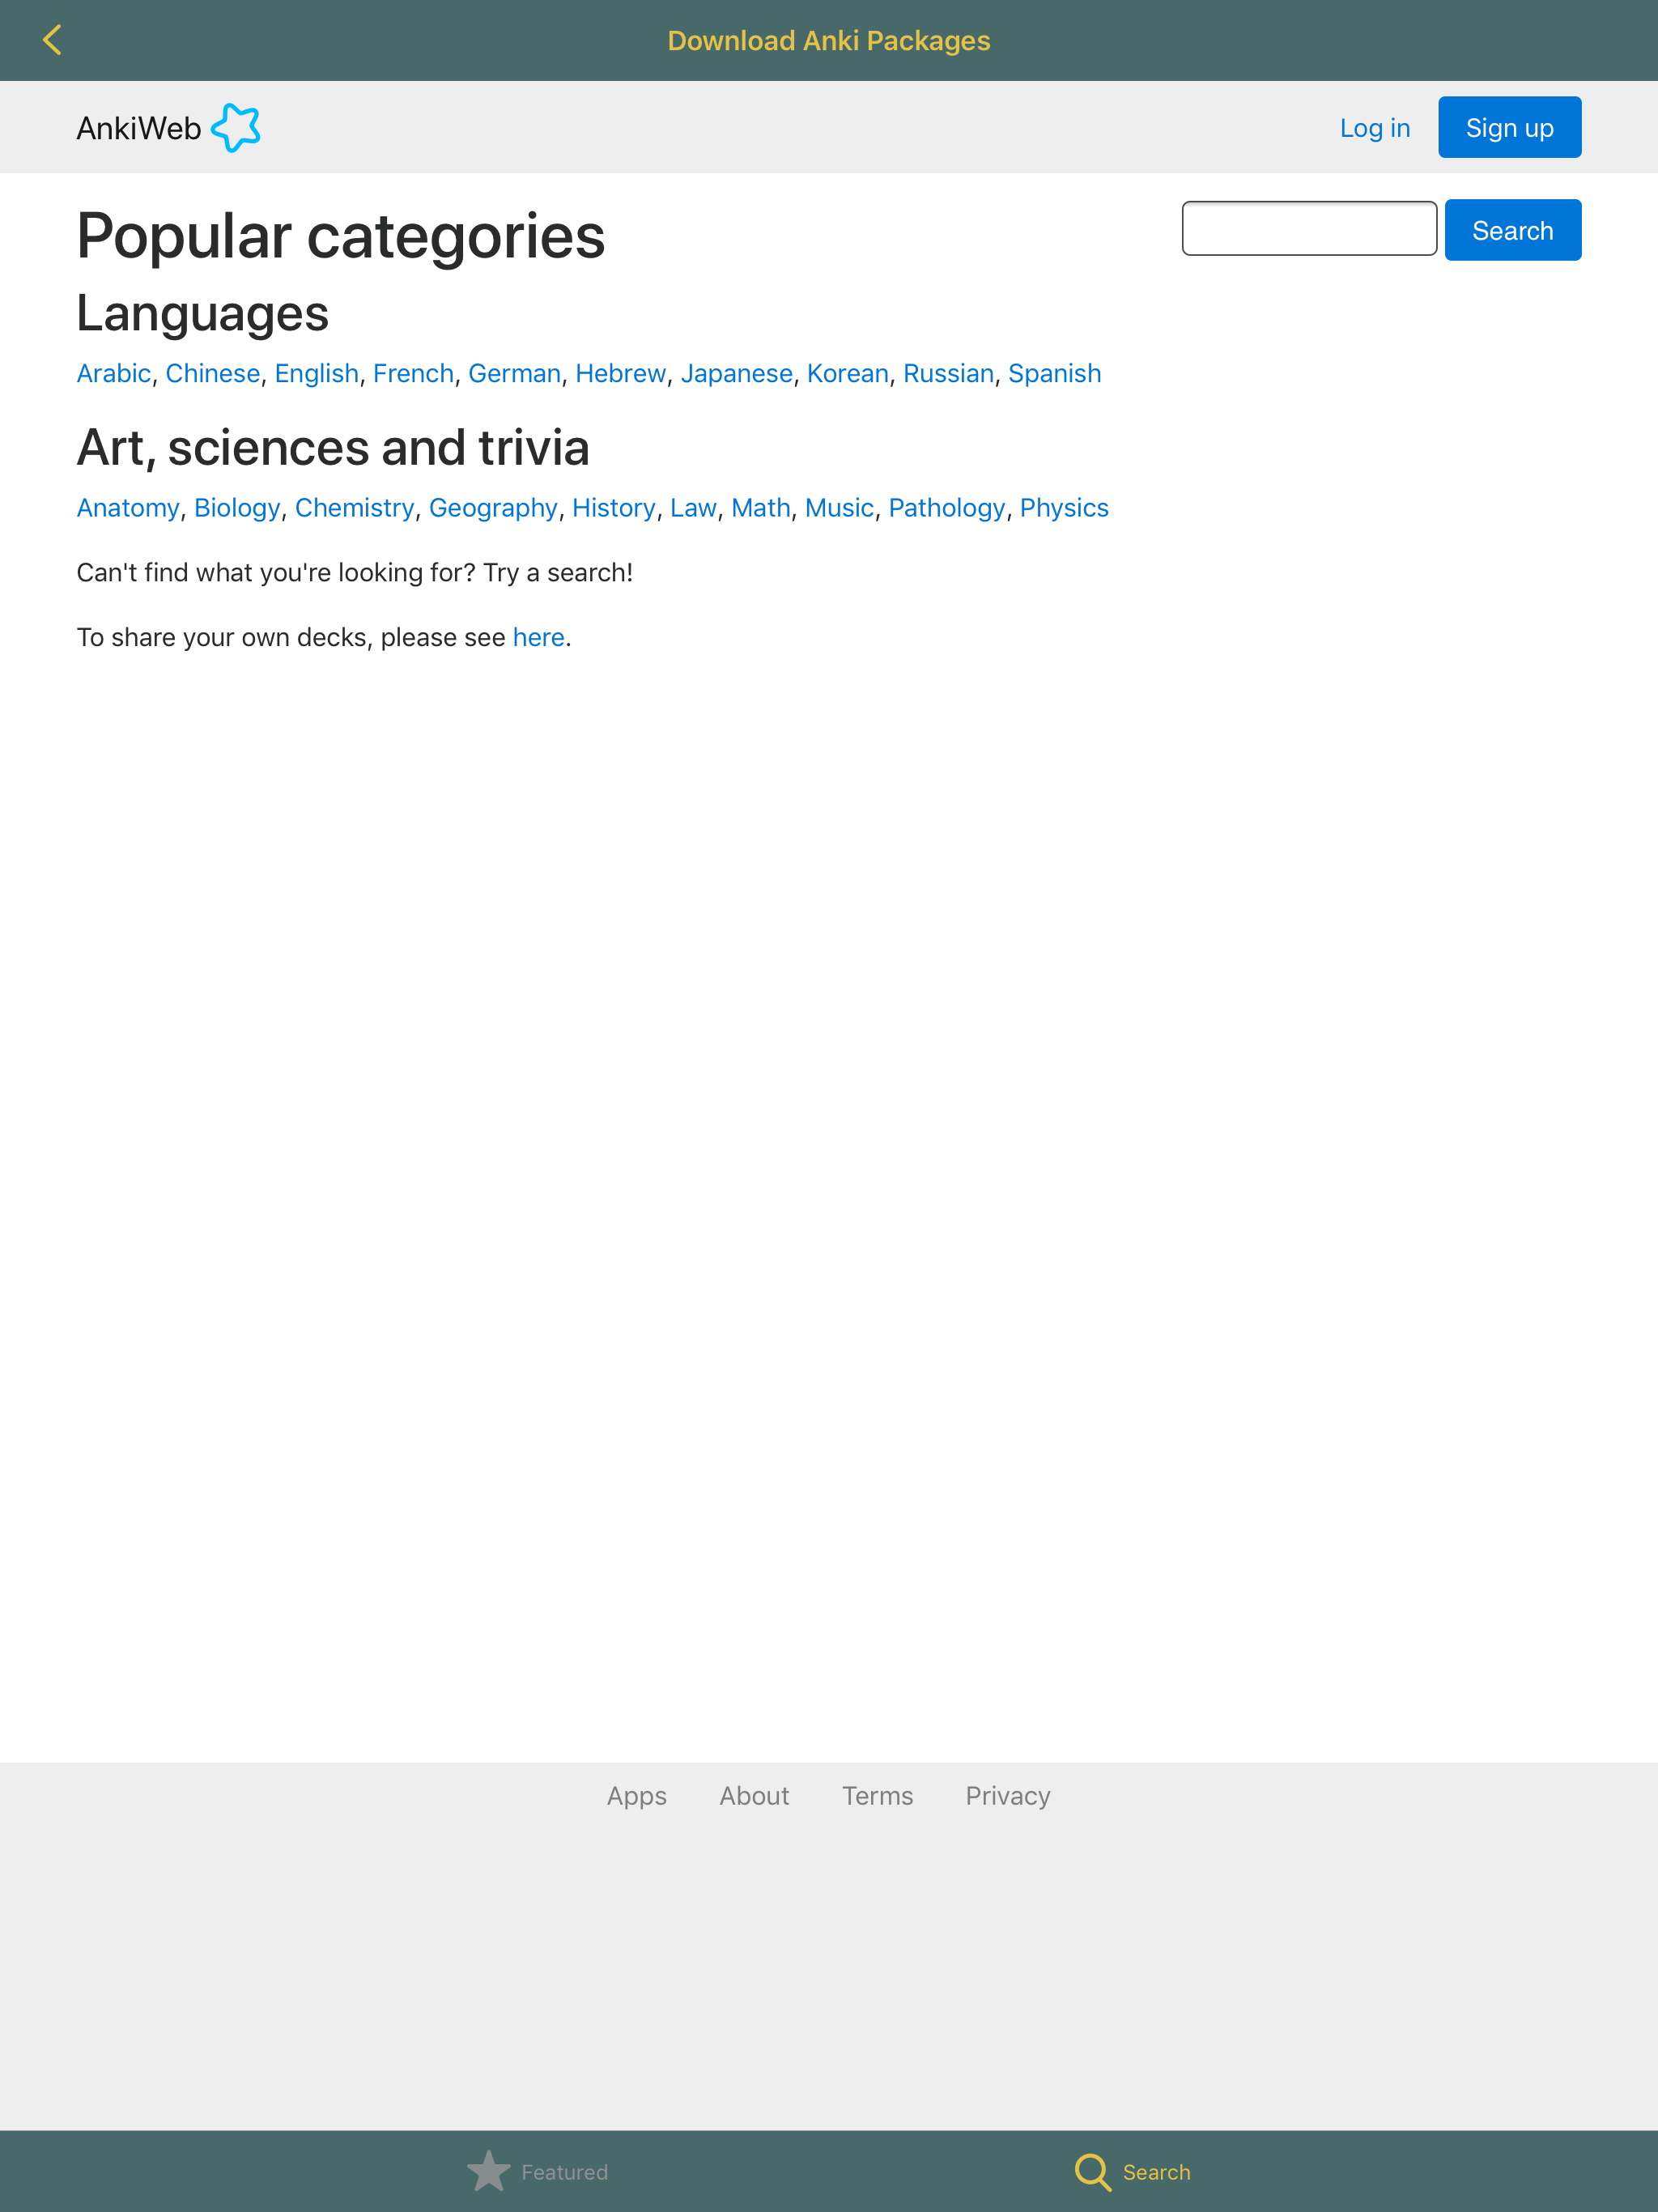 Download Anki Packages
AnkiWeb
Log in
Sign up
Popular categories
Search
Languages
Arabic, Chinese, English, French, German, Hebrew, Japanese, Korean, Russian, Spanish
Art, sciences and trivia
Anatomy, Biology, Chemistry, Geography, History, Law, Math, Music, Pathology, Physics
Can't find what you're looking for? Try a search!
To share your own decks, please see here.
Apps About Terms Privacy
Featured
Search